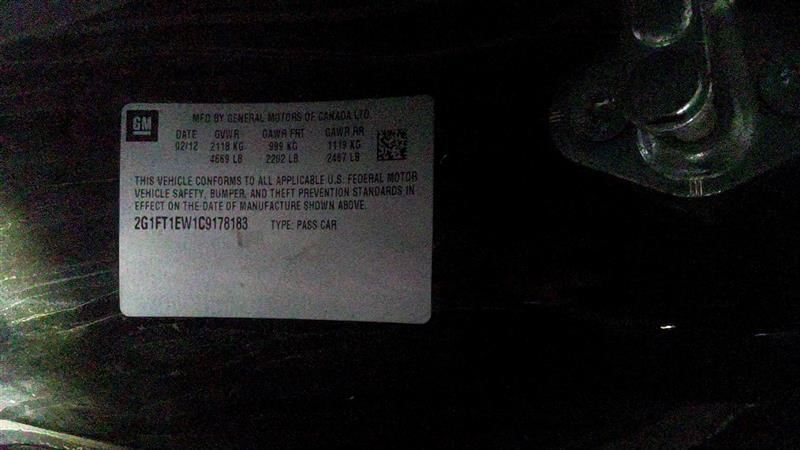 GM
MFD BY GENERAL MOTORS OF CANADA LTD.
DATE GVWR GAWR FRT GAWR RR
02/12 2118 KG 999 KG 1119 KG
4669 LB 2202 LB 2467 LB
THIS VEHICLE CONFORMS TO ALL APPLICABLE U.S. FEDERAL MOTOR
VEHICLE SAFETY, BUMPER, AND THEFT PREVENTION STANDARDS IN
EFFECT ON THE DATE OF MANUFACTURE SHOWN ABOVE.
2G1FT1EW1C9178183 TYPE: PASS CAR